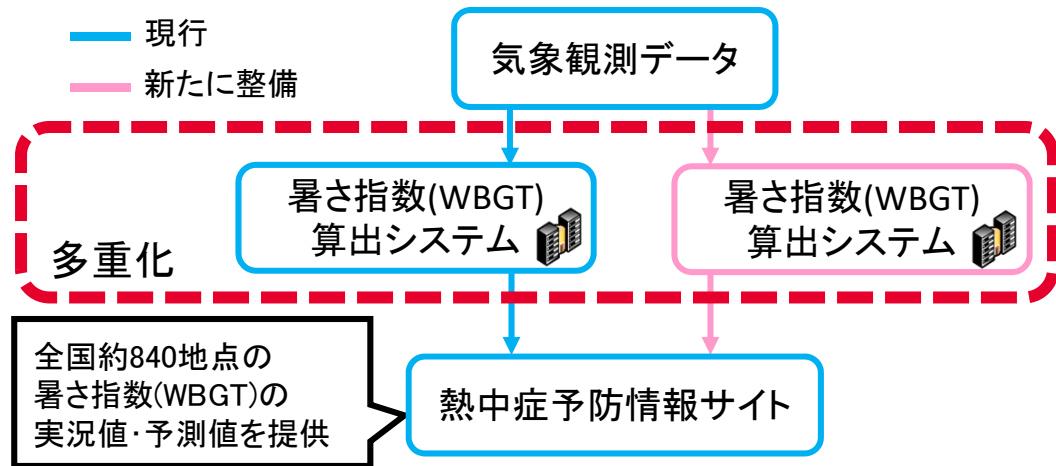 現行
新たに整備
気象観測データ
暑さ指数(WBGT)
算出システム
暑さ指数(WBGT)
算出システム
多重化
全国約840地点の
暑さ指数(WBGT)の
実況値･予測値を提供
熱中症予防情報サイト